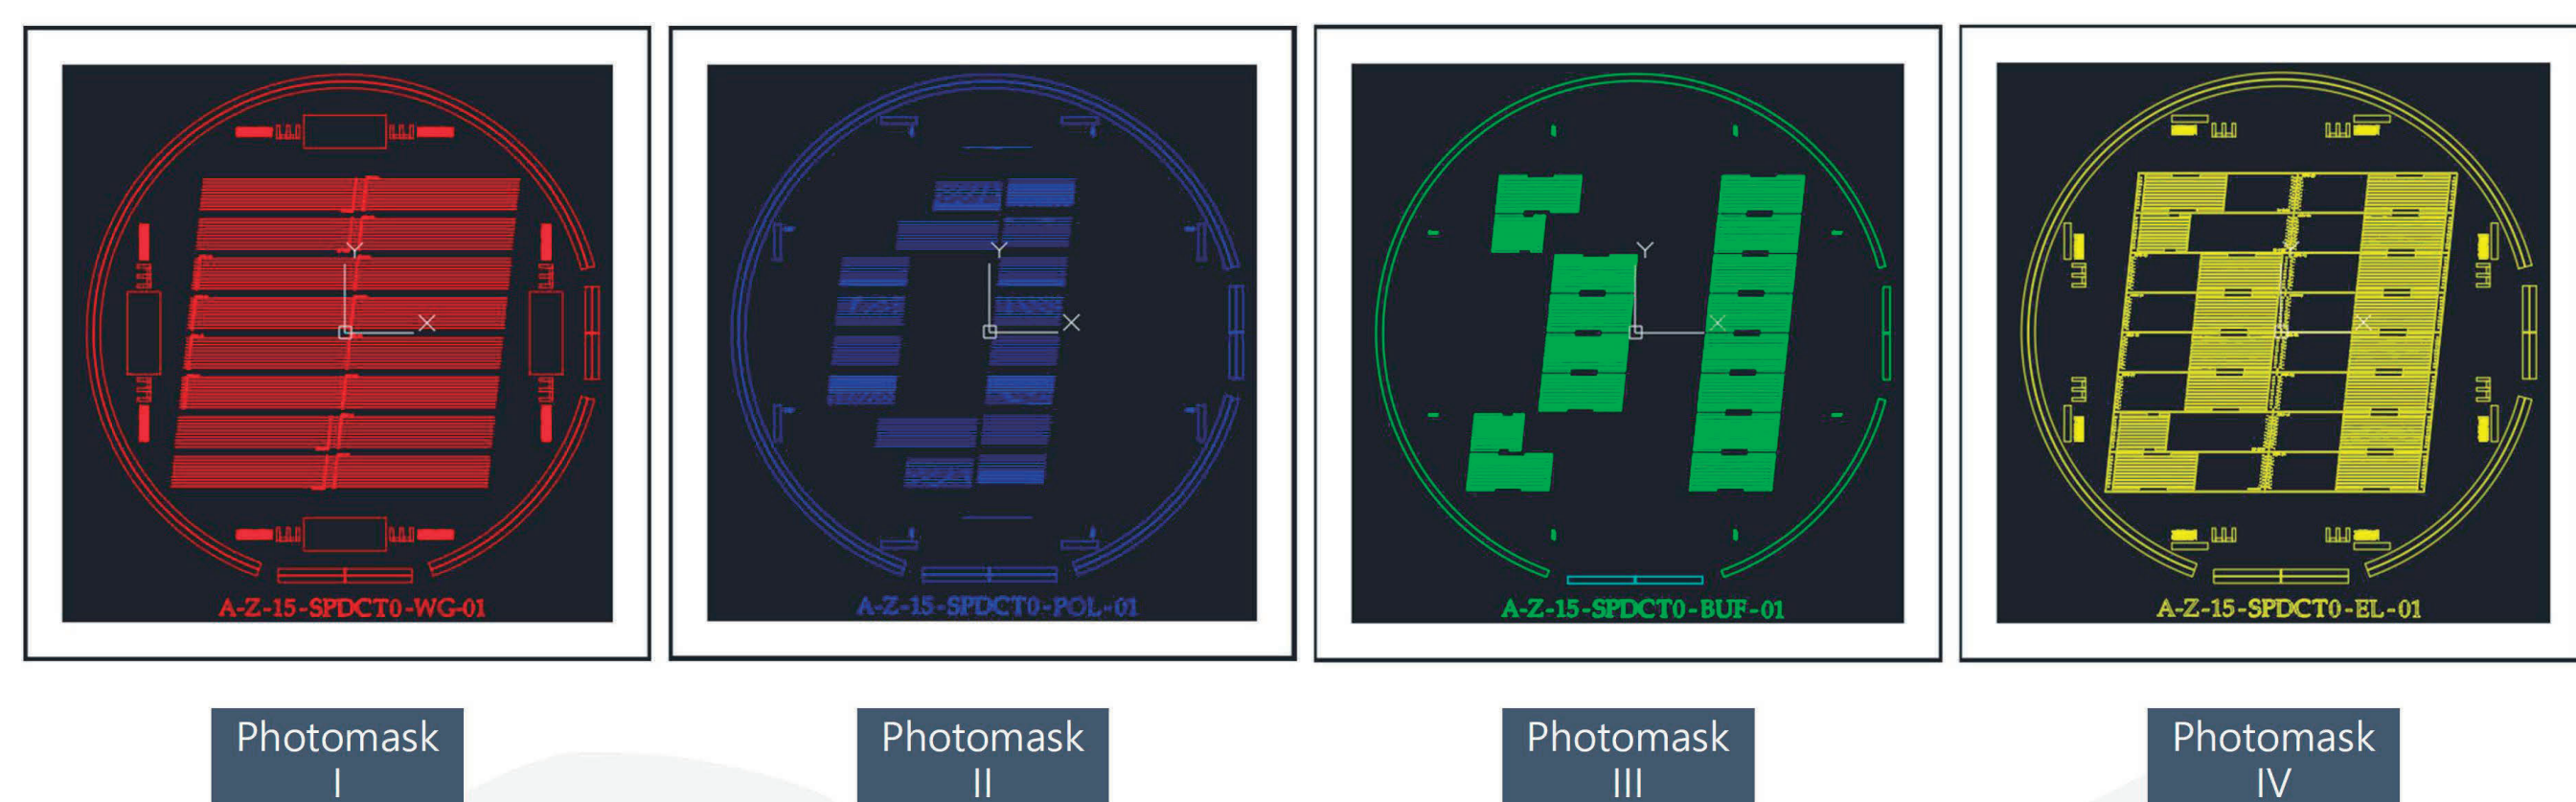 Y
X
A-Z-15-SPDCT0-WG-01
Y
X
A-Z-15-SPDCT0-POL-01
Y
X
A-Z-15-SPDCT0-BUF-01
Y
X
A-Z-15-SPDCT0-EL-01
Photomask
I
Photomask
II
Photomask
III
Photomask
IV